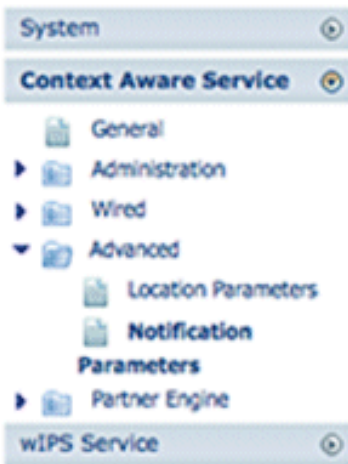 System
Context Aware Service
General
Administration
Wired
Advanced
Location Parameters
Notification
Parameters
Partner Engine
wIPS Service